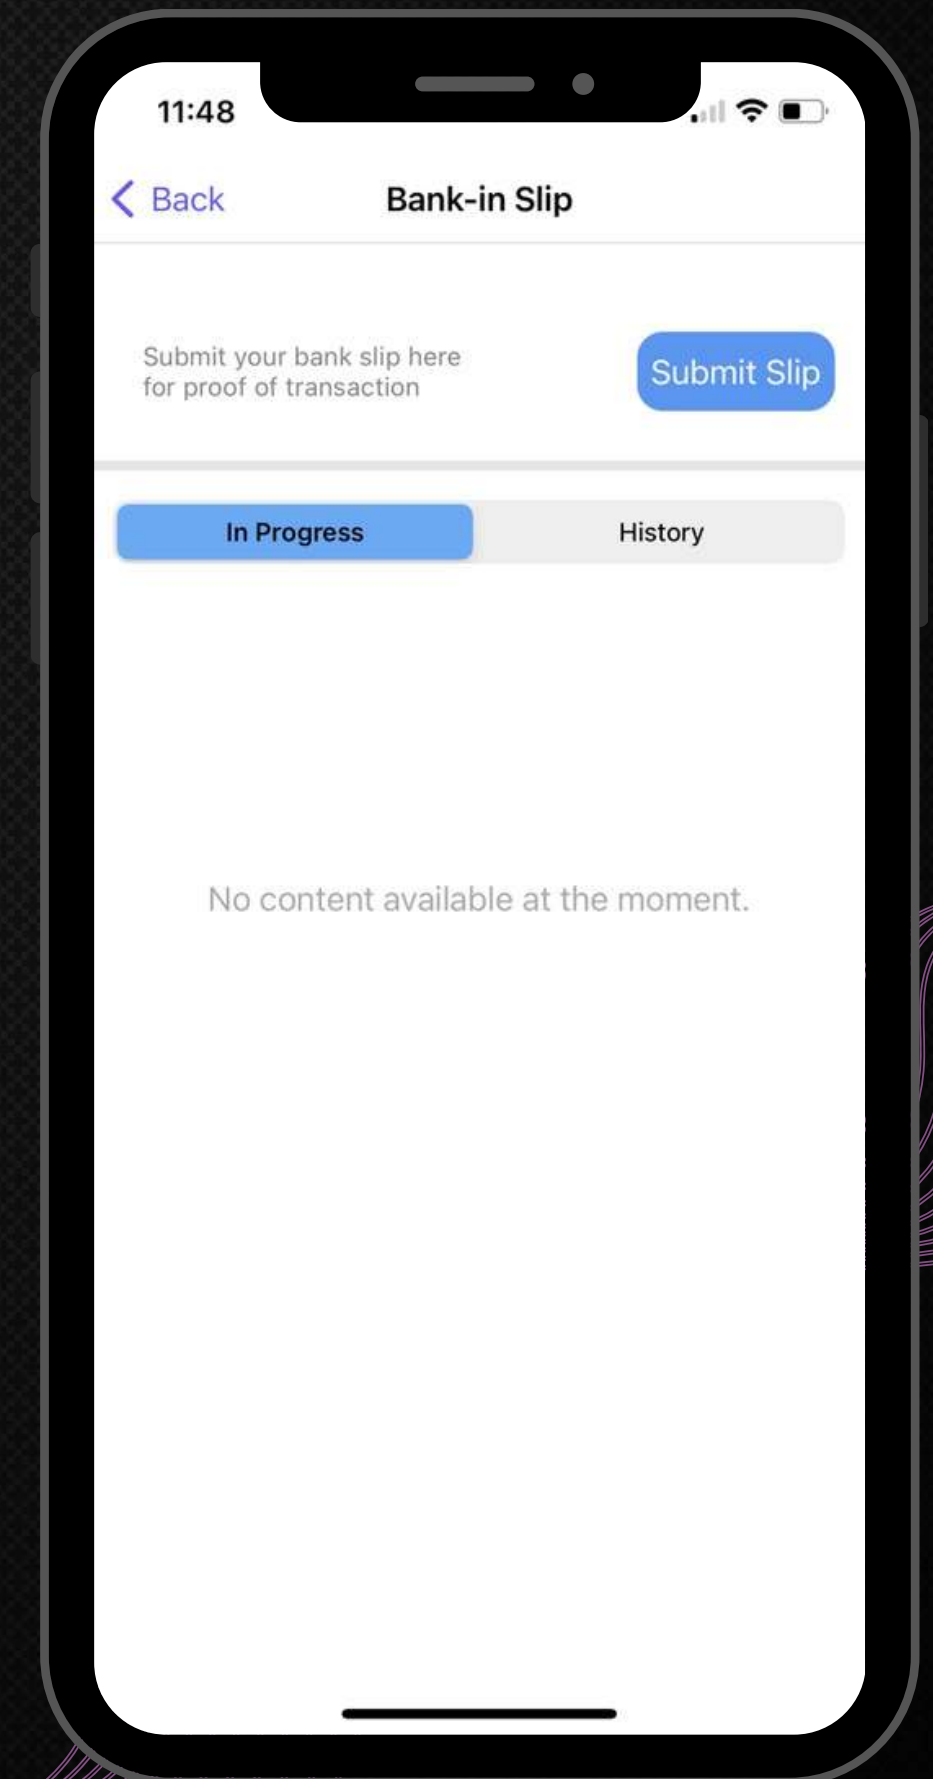 11:48
Back
Bank-in Slip
Submit your bank slip here
for proof of transaction
Submit Slip
In Progress
History
No content available at the moment.